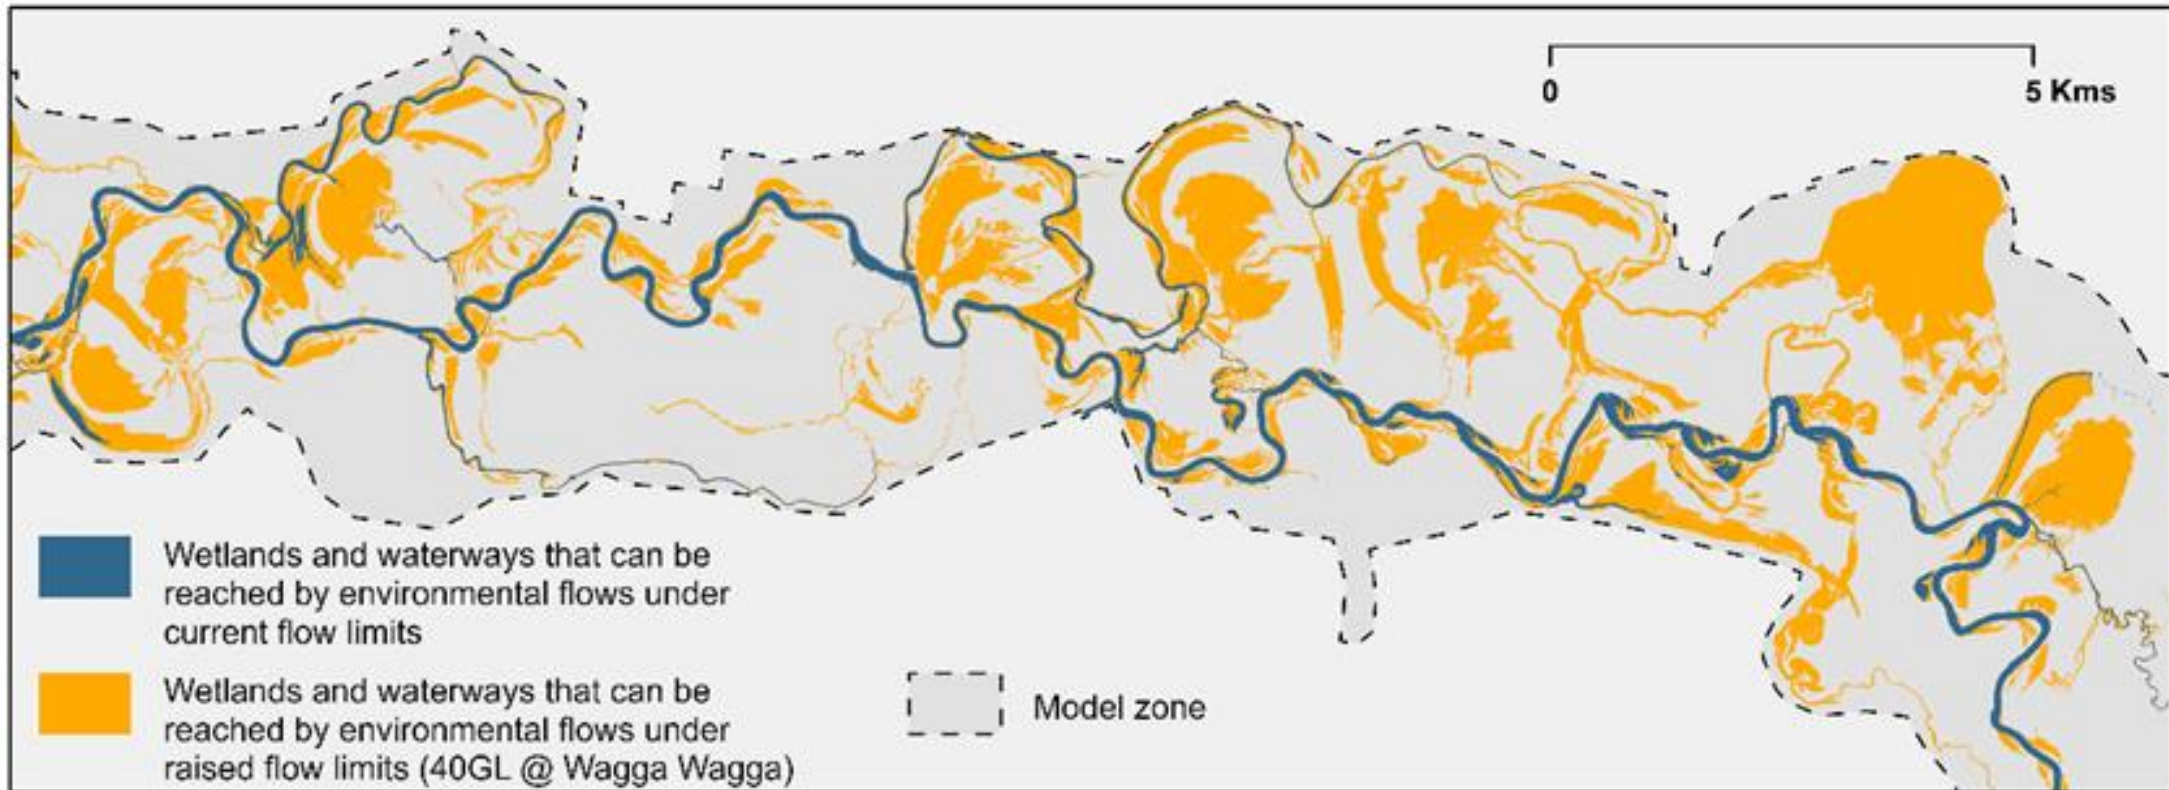 0 5 Kms
Wetlands and waterways that can be
reached by environmental flows under
current flow limits
Wetlands and waterways that can be
reached by environmental flows under
raised flow limits (40GL @ Wagga Wagga)
Model zone